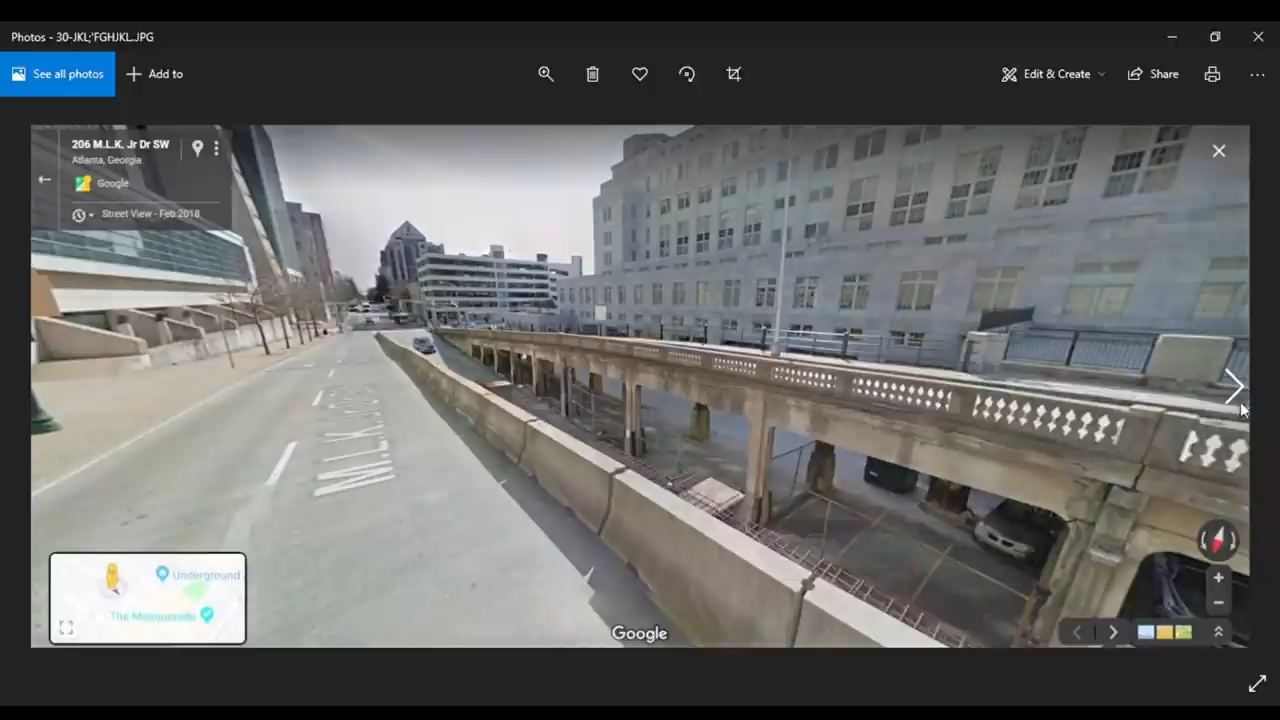 Photos - 30-JKL;'FGHJKL.JPG
See all photos
Add to
Edit & Create
Share
206 M.L.K. Jr Dr SW
Atlanta, Georgia
Google
Street View - Feb 2018
M.L.K.
Underground
The Masquerade
Google